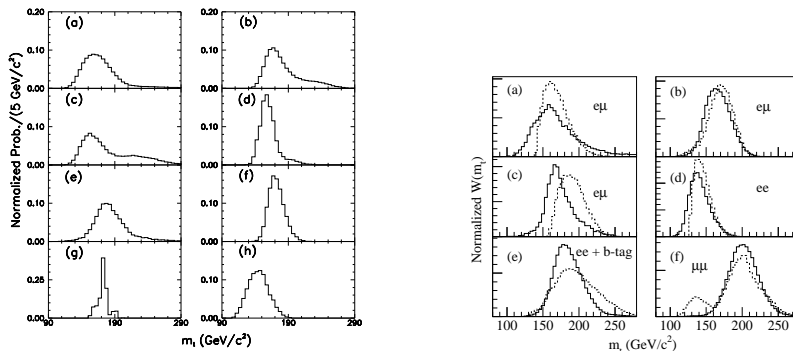 Normalized Prob./(5 GeV/c²)
(a)
0.20
0.10
0.00
(b)
0.20
0.10
0.00
(c)
0.10
0.00
(d)
0.10
0.00
(e)
0.10
0.00
(f)
0.10
0.00
(g)
0.25
0.00
(h)
0.10
0.00
90 190 290
90 190 290
mₜ (GeV/c²)
Normalized W(mₜ)
(a) eμ
(b) eμ
(c) eμ
(d) ee
(e) ee + b-tag
(f) μμ
100 150 200 250
100 150 200 250
mₜ (GeV/c²)